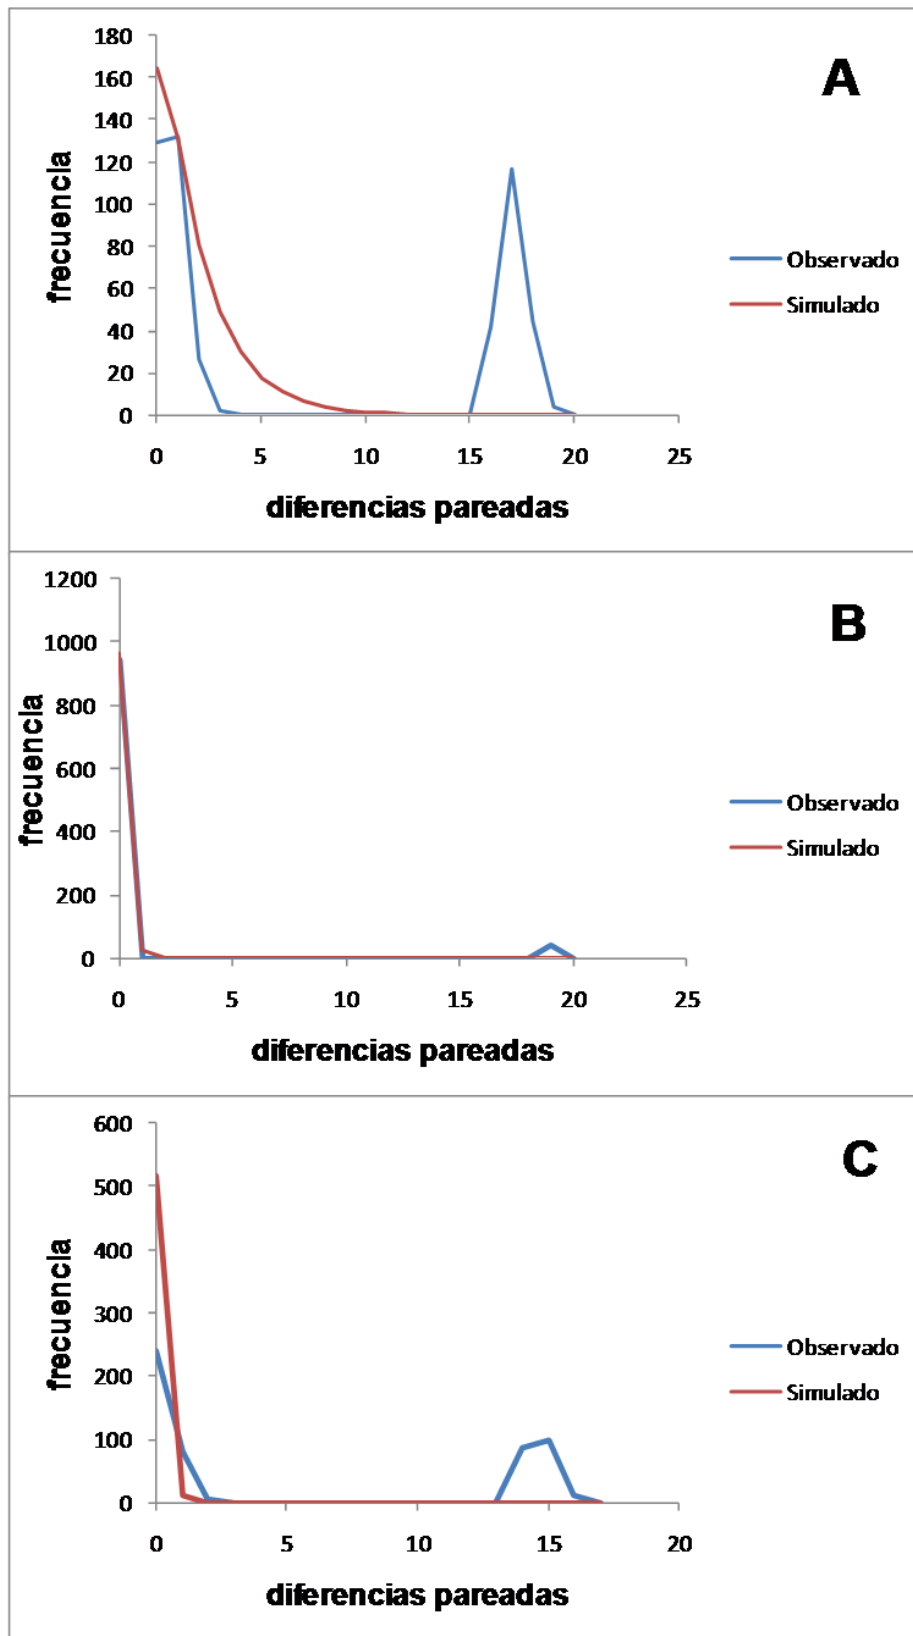 A
180
160
140
120
100
80
60
40
20
0
frecuencia
0 5 10 15 20 25
diferencias pareadas
Observado
Simulado
B
1200
1000
800
600
400
200
0
frecuencia
0 5 10 15 20 25
diferencias pareadas
Observado
Simulado
C
600
500
400
300
200
100
0
frecuencia
0 5 10 15 20
diferencias pareadas
Observado
Simulado